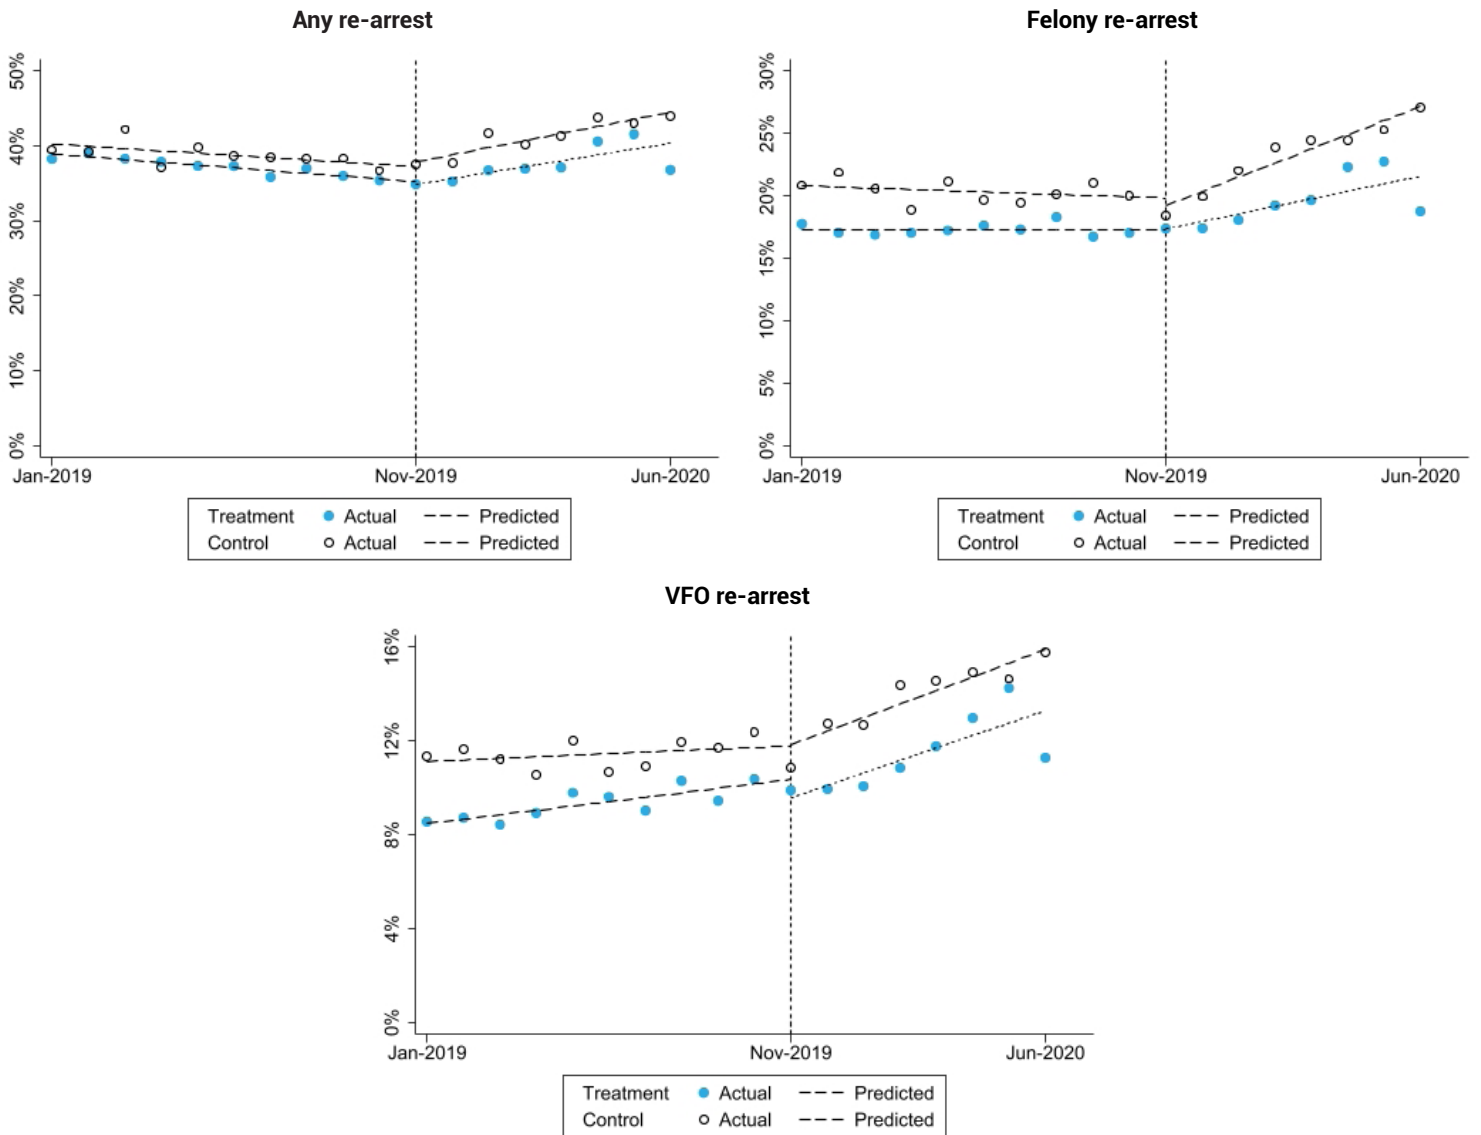 Any re-arrest
50%
40%
30%
20%
10%
0%
Jan-2019 Nov-2019 Jun-2020
Treatment Actual Predicted
Control Actual Predicted
Felony re-arrest
30%
25%
20%
15%
10%
5%
0%
Jan-2019 Nov-2019 Jun-2020
Treatment Actual Predicted
Control Actual Predicted
VFO re-arrest
16%
12%
8%
4%
0%
Jan-2019 Nov-2019 Jun-2020
Treatment Actual Predicted
Control Actual Predicted